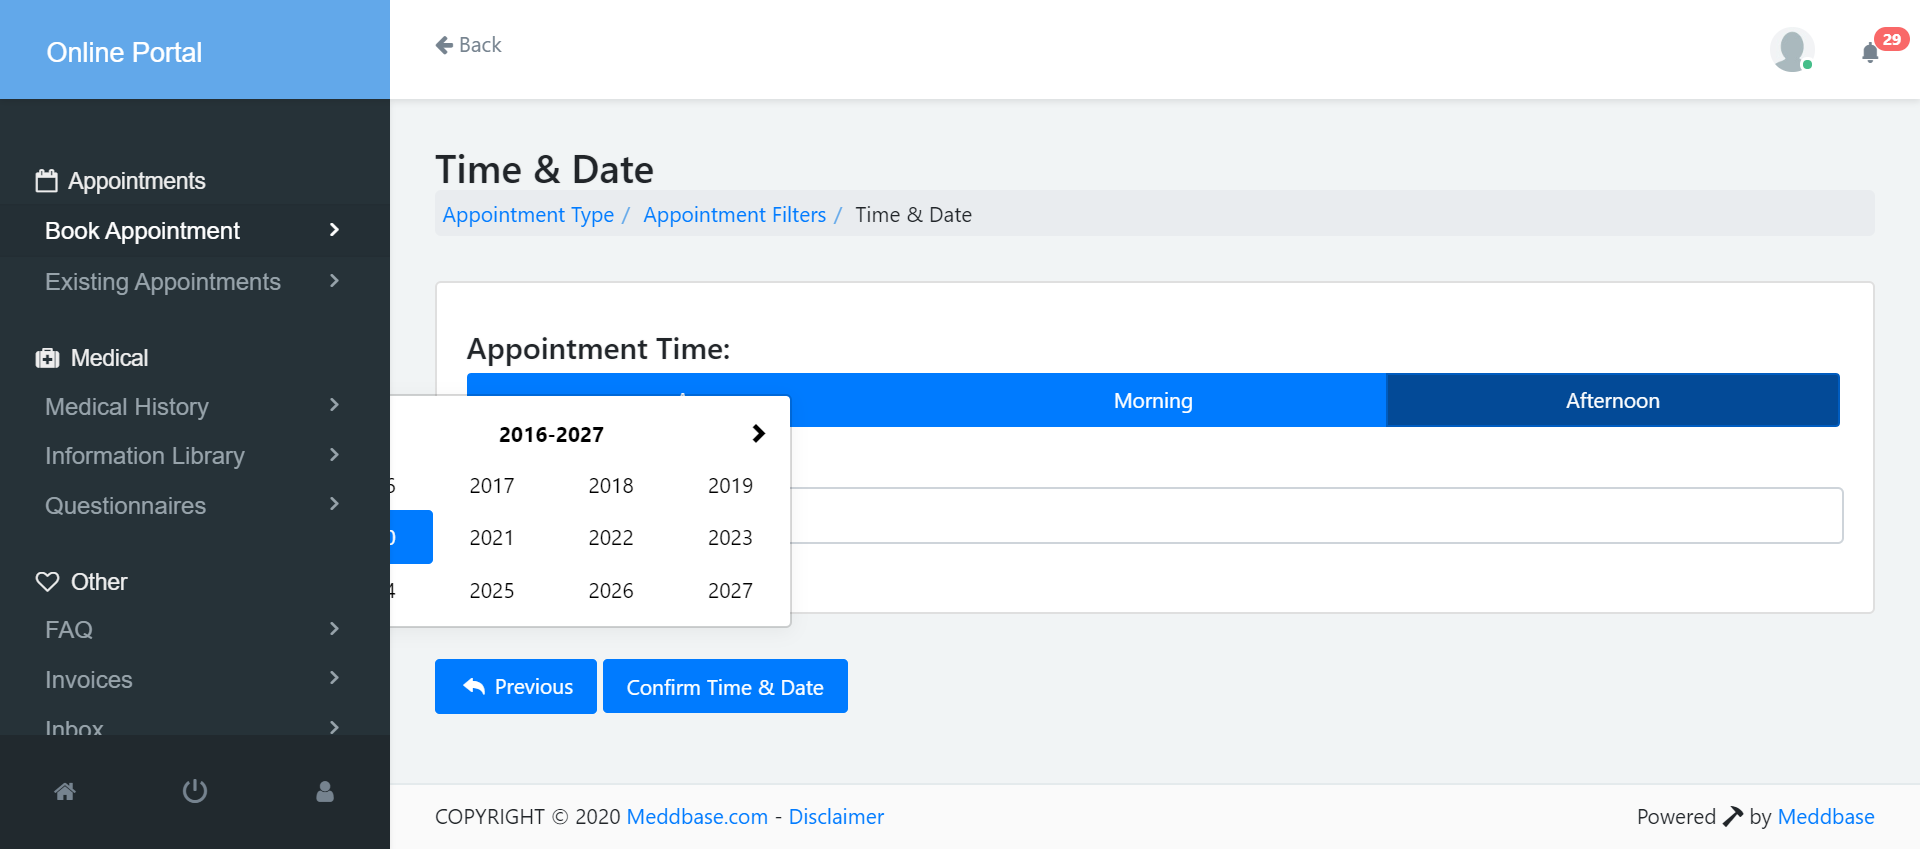 Online Portal
Back
29
Appointments
Book Appointment
Existing Appointments
Medical
Medical History
Information Library
Questionnaires
Other
FAQ
Invoices
Inbox
Time & Date
Appointment Type / Appointment Filters / Time & Date
Appointment Time:
Morning Afternoon
2016-2027
2017 2018 2019
2021 2022 2023
2025 2026 2027
Previous Confirm Time & Date
COPYRIGHT © 2020 Meddbase.com - Disclaimer
Powered by Meddbase